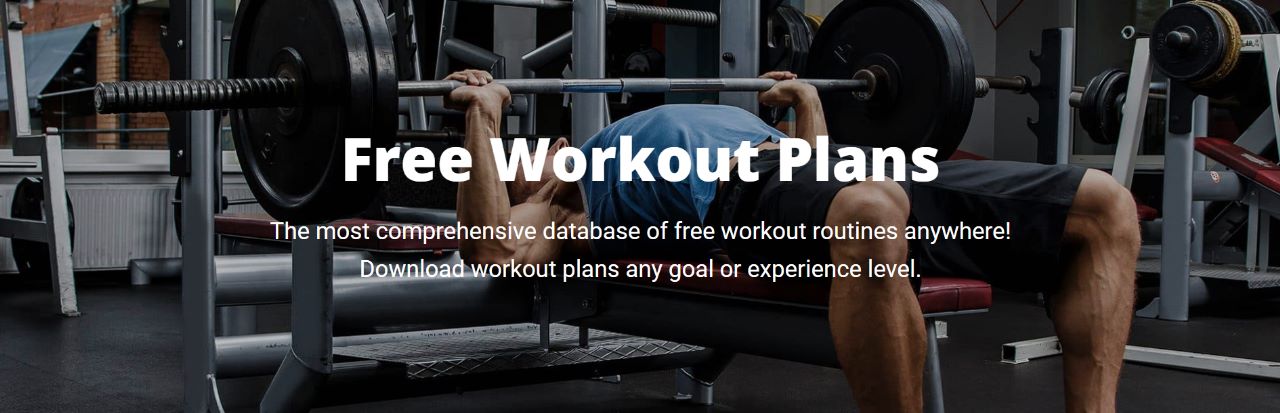 Free Workout Plans
The most comprehensive database of free workout routines anywhere!
Download workout plans any goal or experience level.